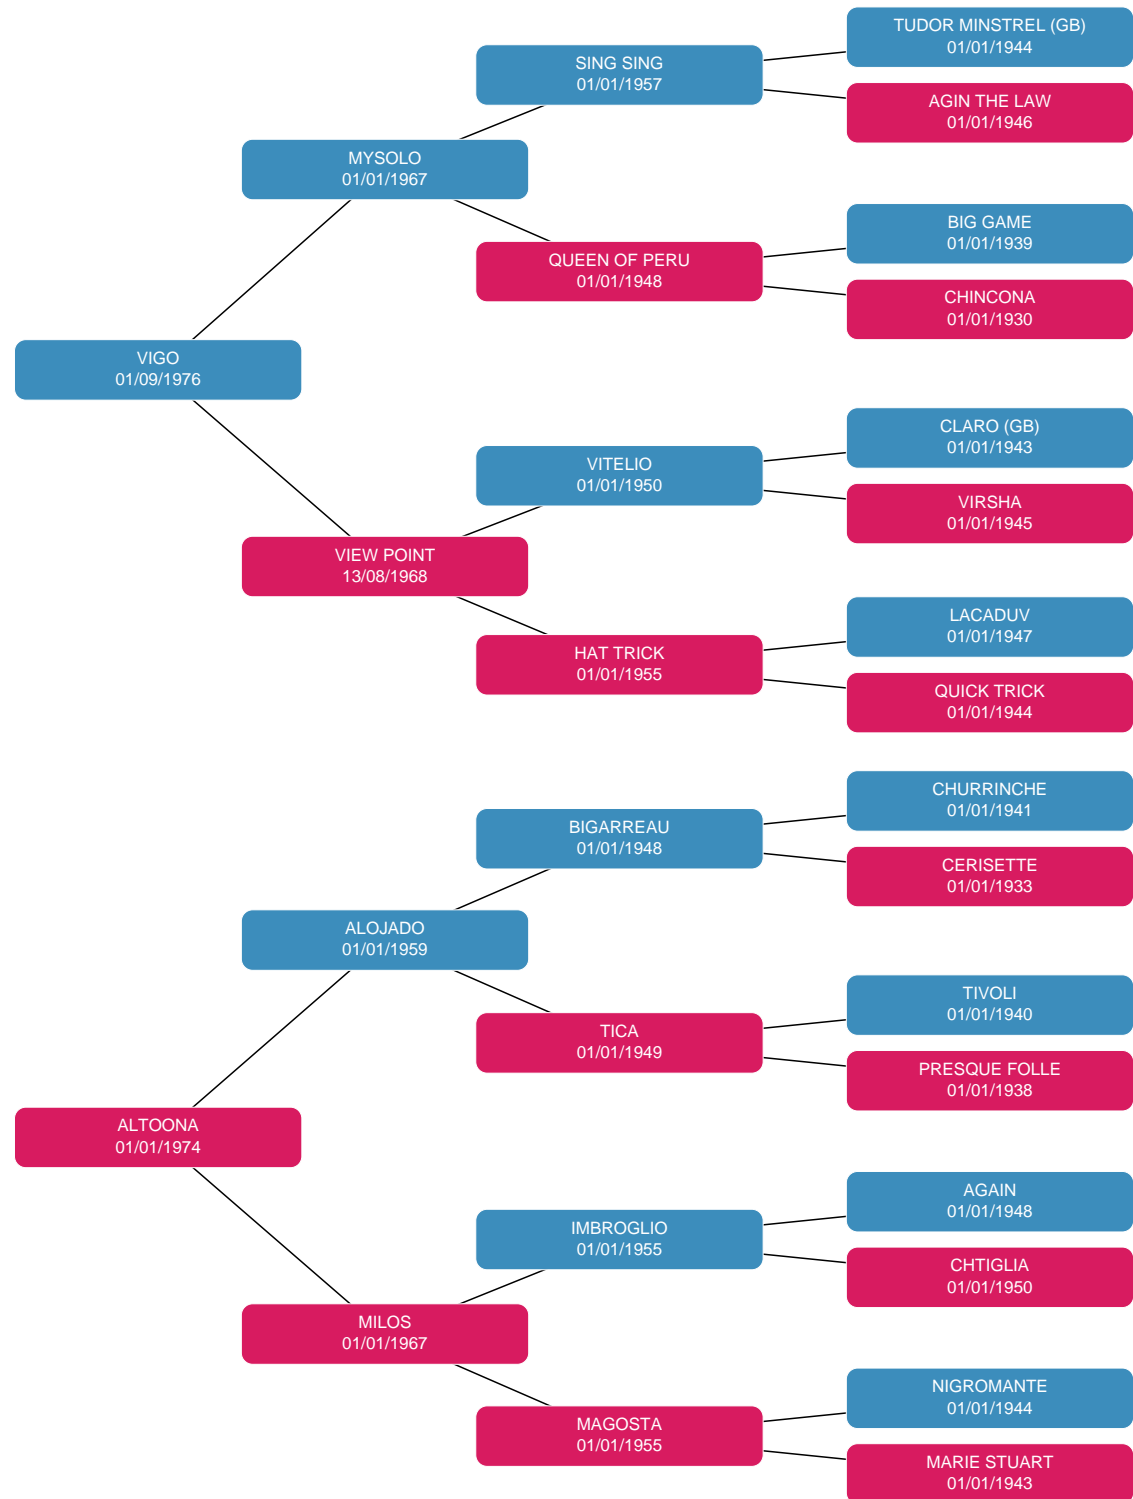 TUDOR MINSTREL (GB)
01/01/1944
SING SING
01/01/1957
AGIN THE LAW
01/01/1946
MYSOLO
01/01/1967
BIG GAME
01/01/1939
QUEEN OF PERU
01/01/1948
CHINCONA
01/01/1930
VIGO
01/09/1976
CLARO (GB)
01/01/1943
VITELIO
01/01/1950
VIRSHA
01/01/1945
VIEW POINT
13/08/1968
LACADUV
01/01/1947
HAT TRICK
01/01/1955
QUICK TRICK
01/01/1944
CHURRINCHE
01/01/1941
BIGARREAU
01/01/1948
CERISETTE
01/01/1933
ALOJADO
01/01/1959
TIVOLI
01/01/1940
TICA
01/01/1949
PRESQUE FOLLE
01/01/1938
ALTOONA
01/01/1974
AGAIN
01/01/1948
IMBROGLIO
01/01/1955
CHTIGLIA
01/01/1950
MILOS
01/01/1967
NIGROMANTE
01/01/1944
MAGOSTA
01/01/1955
MARIE STUART
01/01/1943